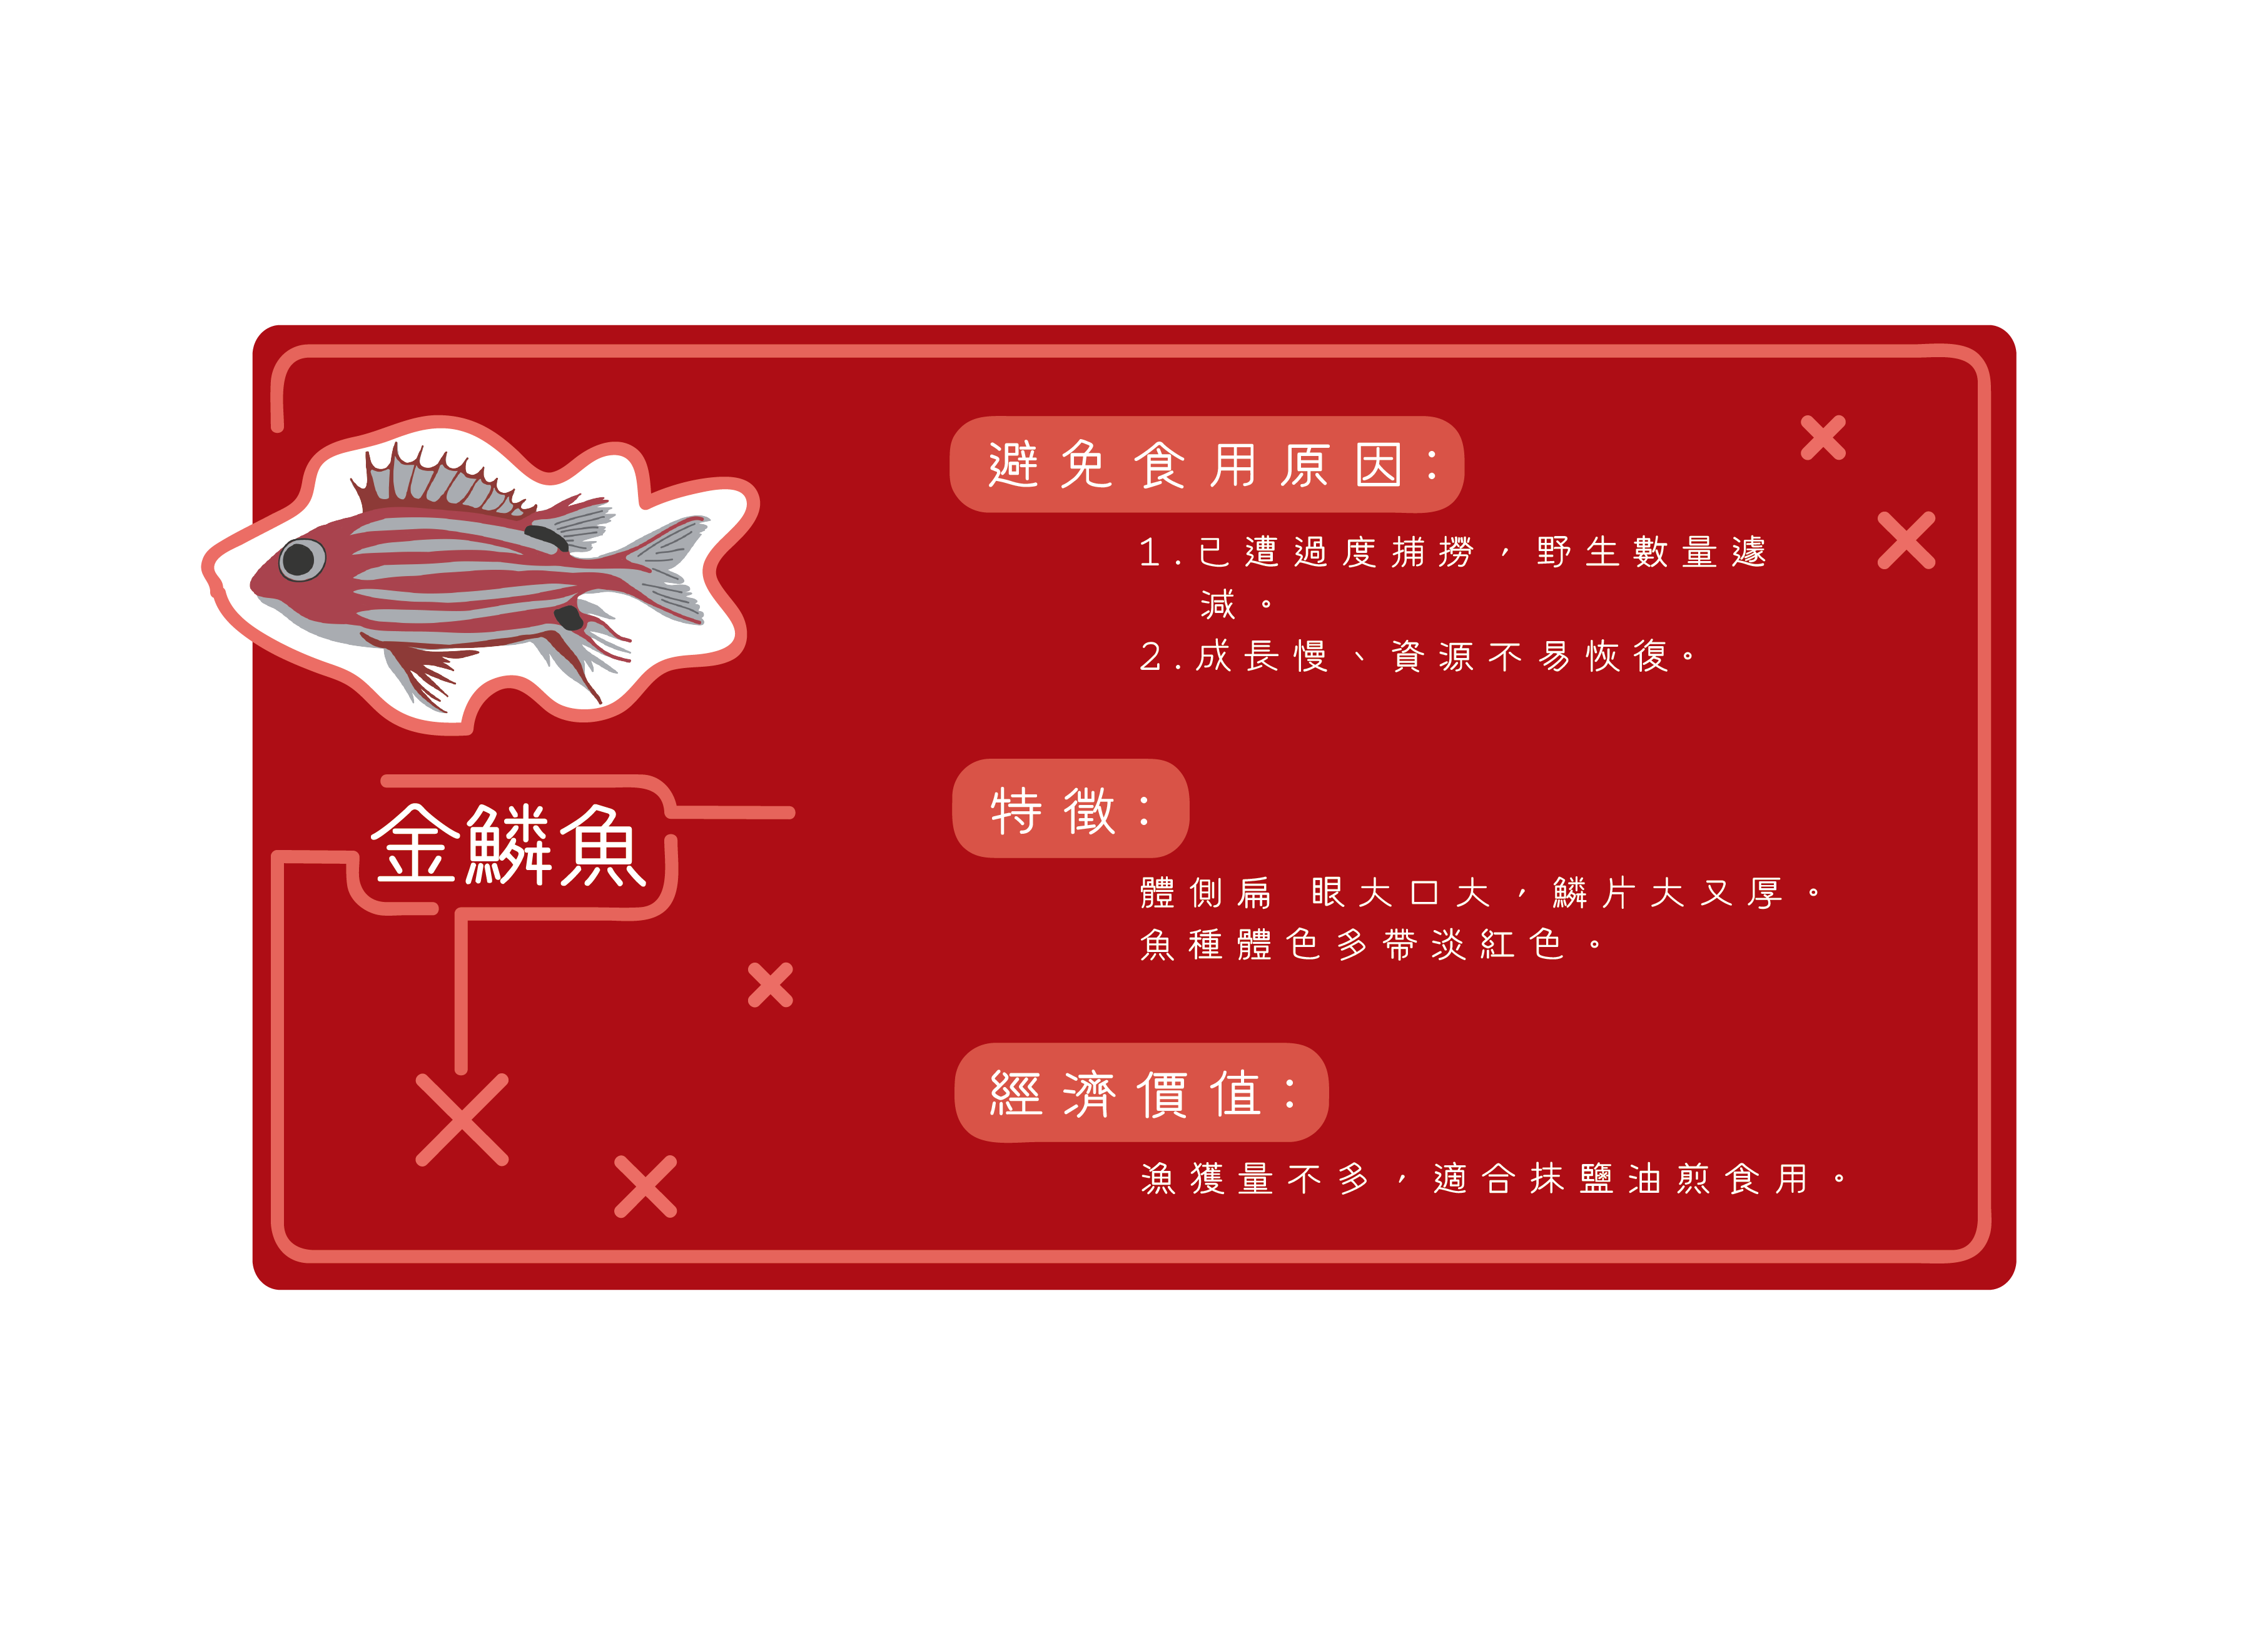 金鱗魚
避免食用原因：
1.已遭過度捕撈，野生數量遽
減。
2.成長慢、資源不易恢復。
特徵：
體側扁 眼大口大，鱗片大又厚。
魚種體色多帶淡紅色。
經濟價值：
漁獲量不多，適合抹鹽油煎食用。